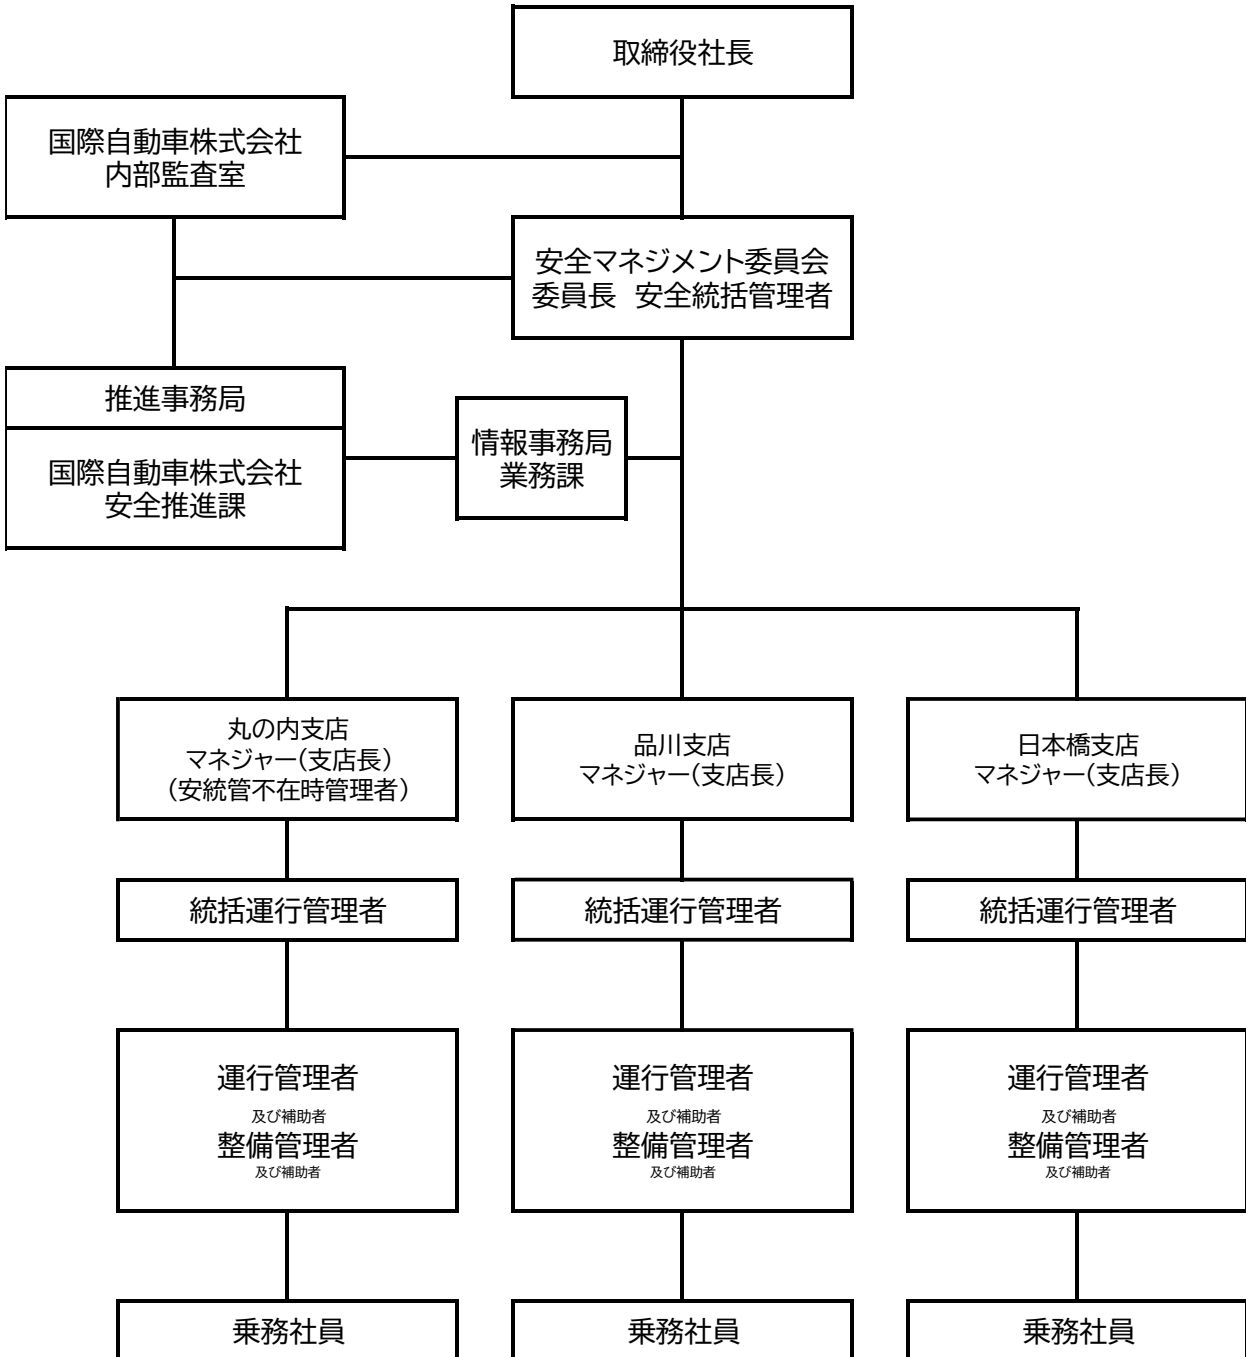 取締役社長
国際自動車株式会社
内部監査室
安全マネジメント委員会
委員長　安全統括管理者
推進事務局
国際自動車株式会社
安全推進課
情報事務局
業務課
丸の内支店
マネジャー(支店長)
(安統管不在時管理者)
品川支店
マネジャー(支店長)
日本橋支店
マネジャー(支店長)
統括運行管理者
統括運行管理者
統括運行管理者
運行管理者
及び補助者
整備管理者
及び補助者
運行管理者
及び補助者
整備管理者
及び補助者
運行管理者
及び補助者
整備管理者
及び補助者
乗務社員
乗務社員
乗務社員